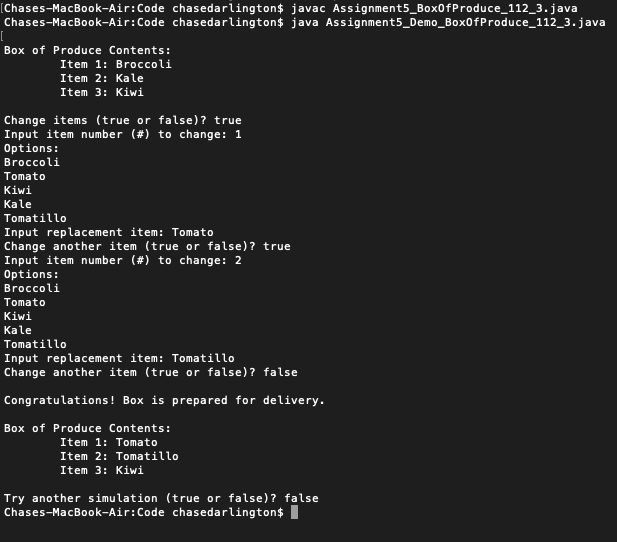 [Chases-MacBook-Air:Code chasedarlington$ javac Assignment5_BoxOfProduce_112_3.java
Chases-MacBook-Air:Code chasedarlington$ java Assignment5_Demo_BoxOfProduce_112_3.java
[
Box of Produce Contents:
Item 1: Broccoli
Item 2: Kale
Item 3: Kiwi
Change items (true or false)? true
Input item number (#) to change: 1
Options:
Broccoli
Tomato
Kiwi
Kale
Tomatillo
Input replacement item: Tomato
Change another item (true or false)? true
Input item number (#) to change: 2
Options:
Broccoli
Tomato
Kiwi
Kale
Tomatillo
Input replacement item: Tomatillo
Change another item (true or false)? false
Congratulations! Box is prepared for delivery.
Box of Produce Contents:
Item 1: Tomato
Item 2: Tomatillo
Item 3: Kiwi
Try another simulation (true or false)? false
Chases-MacBook-Air:Code chasedarlington$